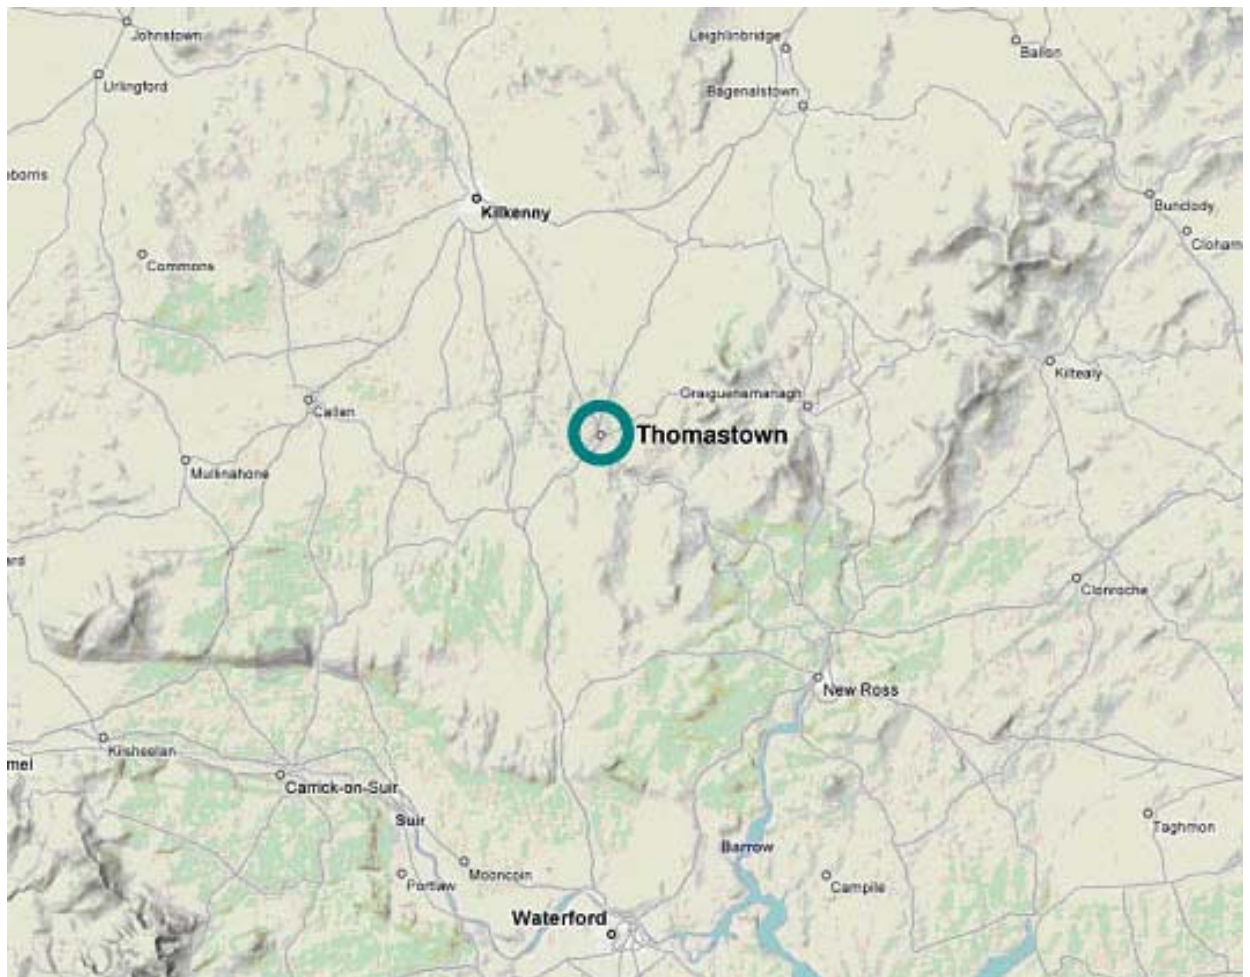 Johnstown
Leighlinbridge
Ballon
Urlingford
Bagenalstown
Kilkenny
Bunclody
Commons
Kiltealy
Graiguenamanagh
Callan
Thomastown
Mullinahone
Clonroche
New Ross
Kilsheelan
Carrick-on-Suir
Suir
Taghmon
Barrow
Mooncoin
Portlaw
Campile
Waterford